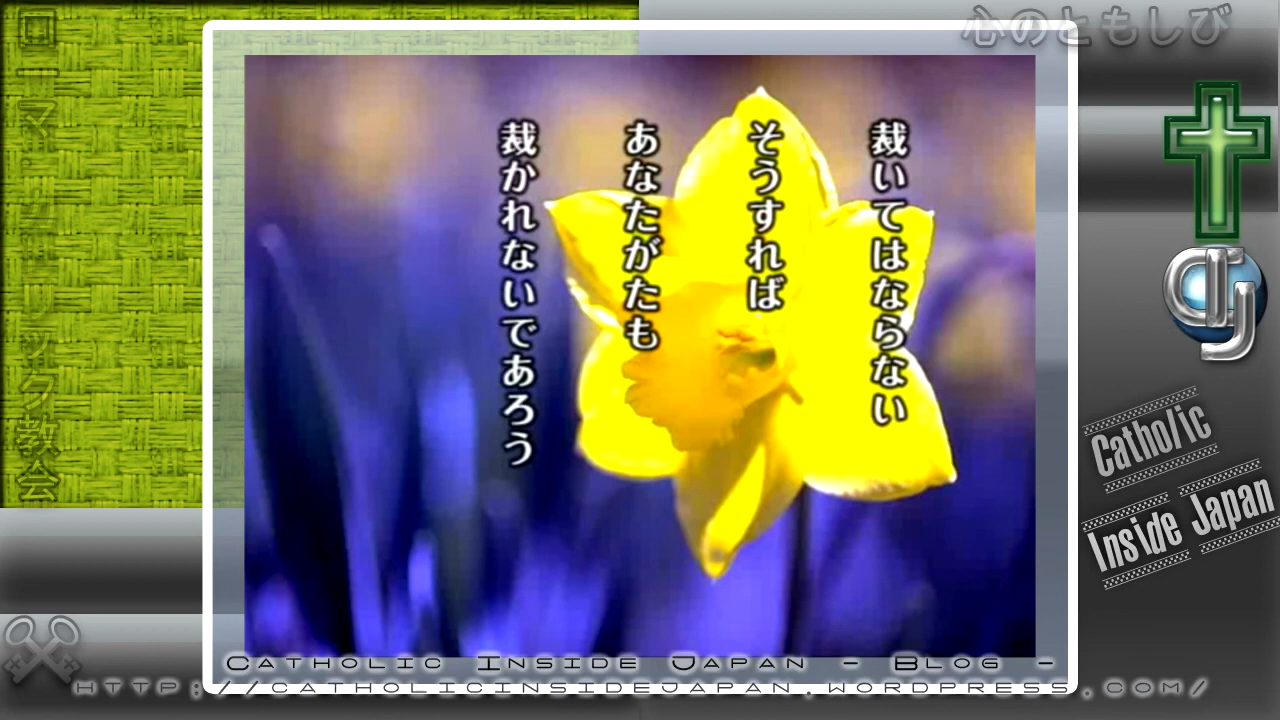 心のともしび
ローマ・カトリック教会
裁いてはならない
そうすれば
あなたがたも
裁かれないであろう
Catholic
Inside Japan
Catholic Inside Japan - Blog -
http://catholicinsidejapan.wordpress.com/